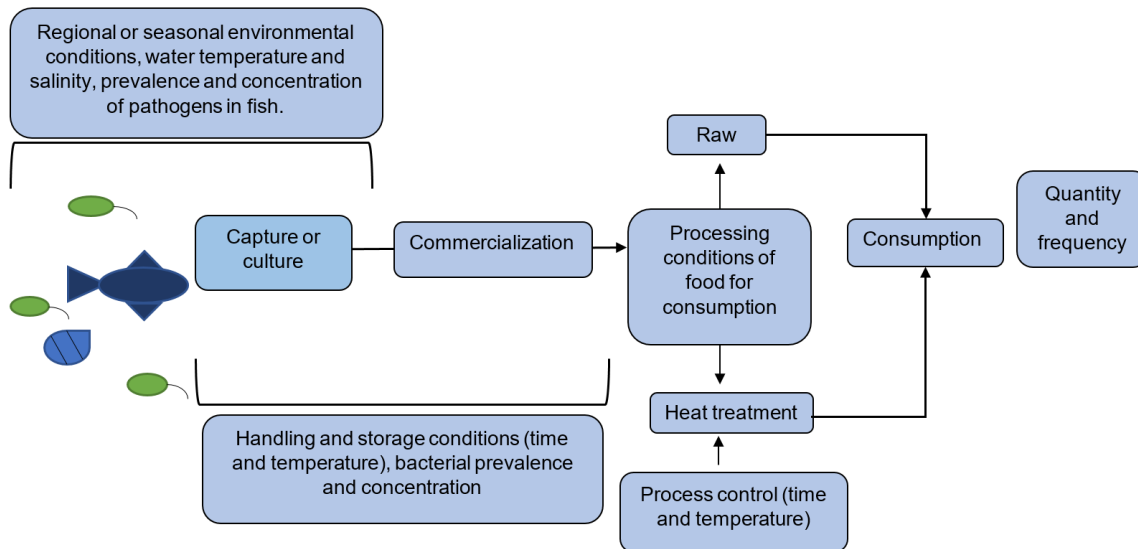 Regional or seasonal environmental
conditions, water temperature and
salinity, prevalence and concentration
of pathogens in fish.
Raw
Quantity
and
frequency
Capture or
culture
Commercialization
Processing
conditions of
food for
consumption
Consumption
Heat treatment
Handling and storage conditions (time
and temperature), bacterial prevalence
and concentration
Process control (time
and temperature)